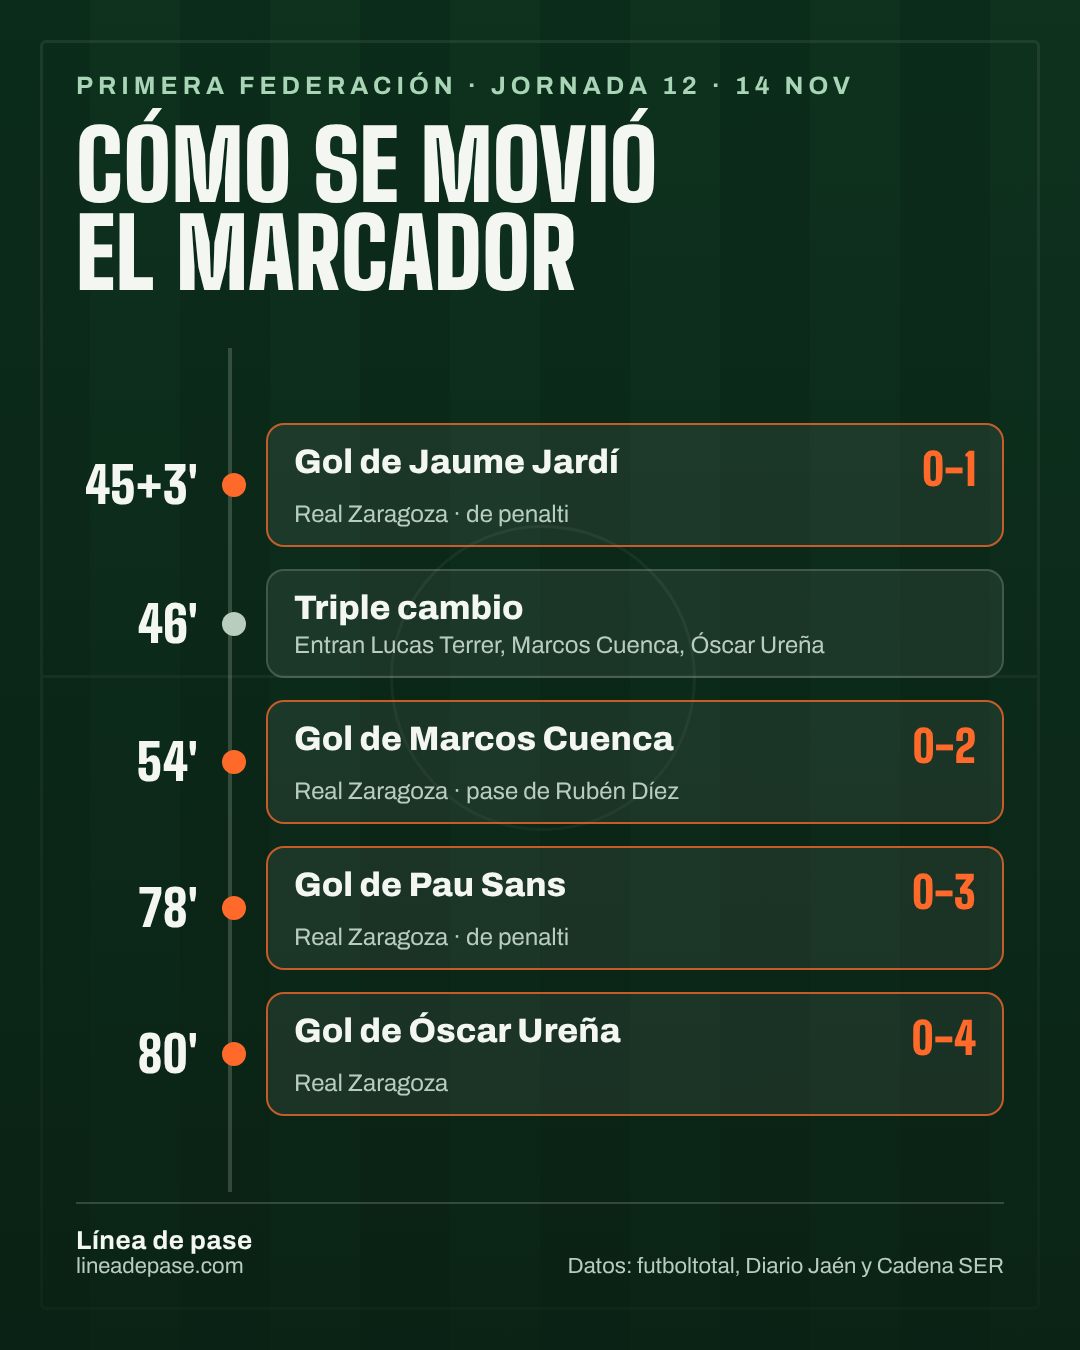 PRIMERA FEDERACIÓN · JORNADA 12 · 14 NOV
CÓMO SE MOVIÓ
EL MARCADOR
45+3'
Gol de Jaume Jardí
0–1
Real Zaragoza · de penalti
46'
Triple cambio
Entran Lucas Terrer, Marcos Cuenca, Óscar Ureña
54'
Gol de Marcos Cuenca
0–2
Real Zaragoza · pase de Rubén Díez
78'
Gol de Pau Sans
0–3
Real Zaragoza · de penalti
80'
Gol de Óscar Ureña
0–4
Real Zaragoza
Línea de pase
lineadepase.com
Datos: futboltotal, Diario Jaén y Cadena SER